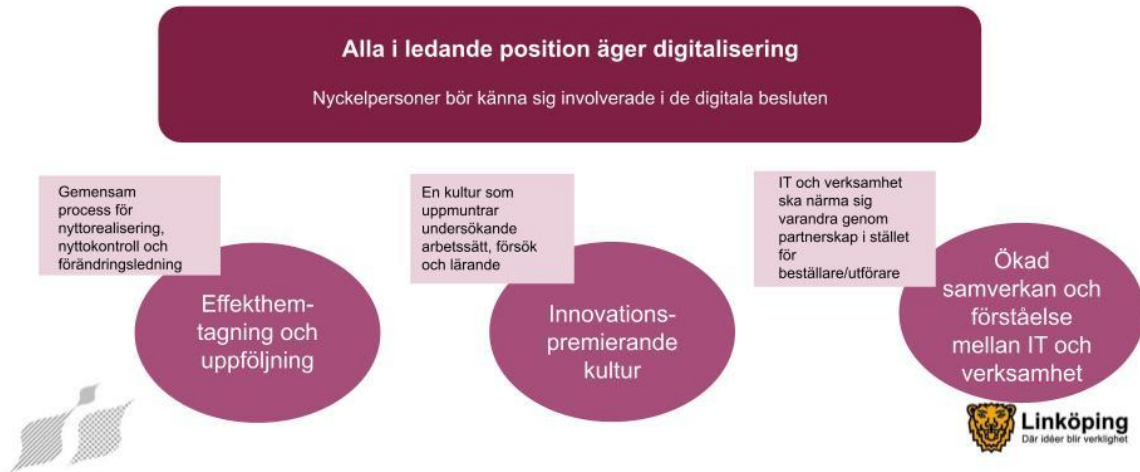 Alla i ledande position äger digitalisering
Nyckelpersoner bör känna sig involverade i de digitala besluten
Gemensam
process för
nyttorealisering,
nyttokontroll och
förändringsledning
Effekthem-
tagning och
uppföljning
En kultur som
uppmuntrar
undersökande
arbetssätt, försök
och lärande
Innovations-
premierande
kultur
IT och verksamhet
ska närma sig
varandra genom
partnerskap i stället
för
beställare/utförare
Ökad
samverkan och
förståelse
mellan IT och
verksamhet
Linköping
Där idéer blir verklighet